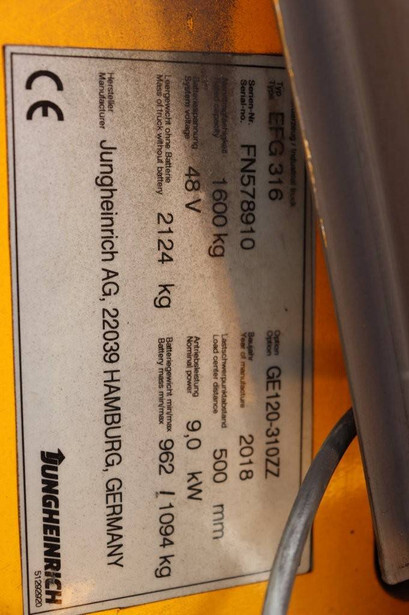 Typ Type EFG 316 Option Option GE120-310ZZ
Serien-Nr. Serial-no. FN578910 Baujahr Year of manufacture 2018
1600 kg Lastschwerpunktabstand Load center distance 500 mm
System voltage 48 V Antriebsleistung Nominal power 9,0 kW
Leergewicht ohne Batterie Mass of truck without battery 2124 kg Batteriegewicht min/max Battery mass min/max 962 / 1094 kg
Hersteller Manufacturer Jungheinrich AG, 22039 HAMBURG, GERMANY
CE JUNGHEINRICH